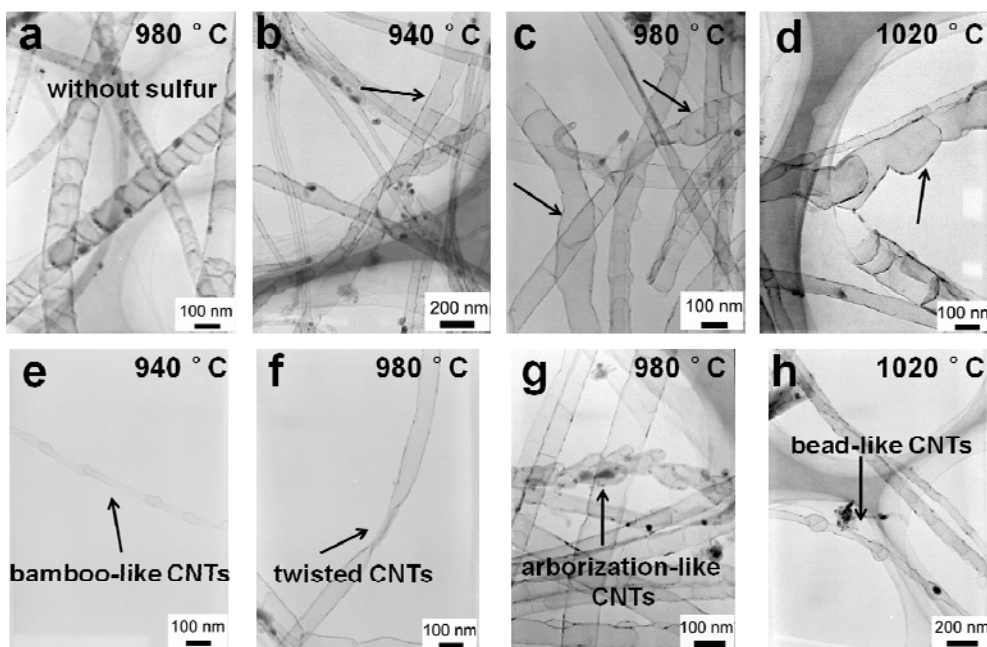 a
980 °C
without sulfur
100 nm
b
940 °C
200 nm
c
980 °C
100 nm
d
1020 °C
100 nm
e
940 °C
bamboo-like CNTs
100 nm
f
980 °C
twisted CNTs
100 nm
g
980 °C
arborization-like
CNTs
100 nm
h
1020 °C
bead-like CNTs
200 nm